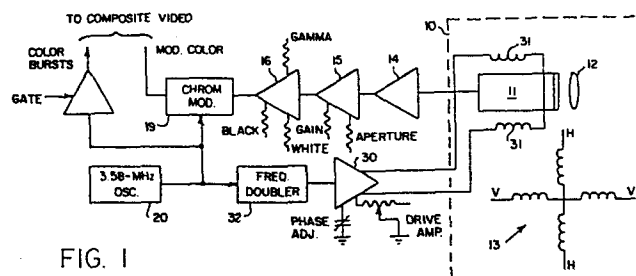 TO COMPOSITE VIDEO
COLOR
BURSTS
MOD. COLOR
GATE
CHROM
MOD.
19
GAMMA
16
BLACK
WHITE
15
GAIN
APERTURE
14
10
31
11
12
31
H
V
V
H
13
3.58-MHz
OSC.
20
FREQ.
DOUBLER
32
30
PHASE
ADJ.
DRIVE
AMP.
FIG. 1